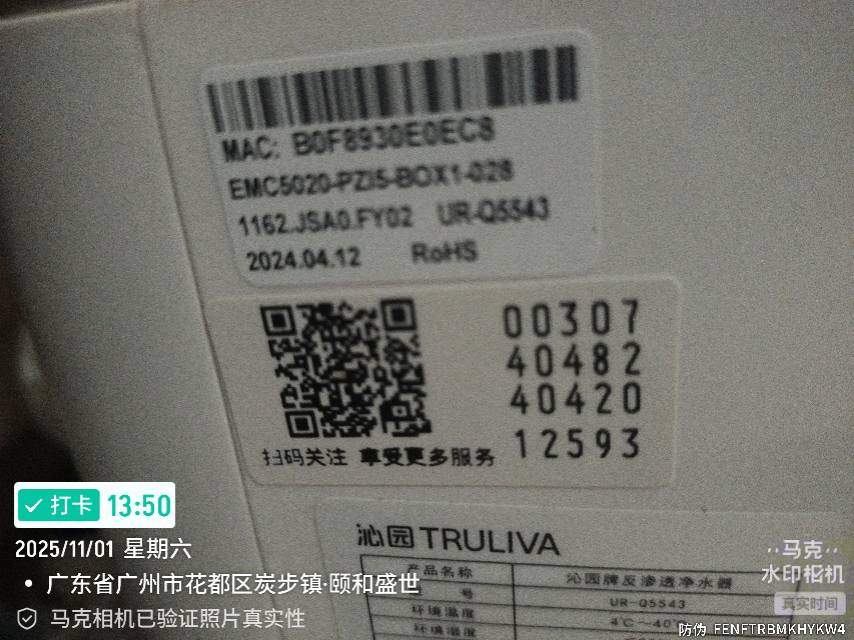 MAC: B0F8930E0EC8
EMC5020-PZI5-BOX1-028
1162.JSA0.FY02 UR-Q5543
2024.04.12 RoHS
00307
40482
40420
12593
扫码关注 享受更多服务
沁园 TRULIVA
产品名称 沁园牌反渗透净水器
号 UR-Q5543
环境温度 4℃~40
环境湿度
打卡 13:50
2025/11/01 星期六
广东省广州市花都区炭步镇·颐和盛世
马克相机已验证照片真实性
马克
水印相机
真实时间
防伪 FENFTRBMKHYKW4